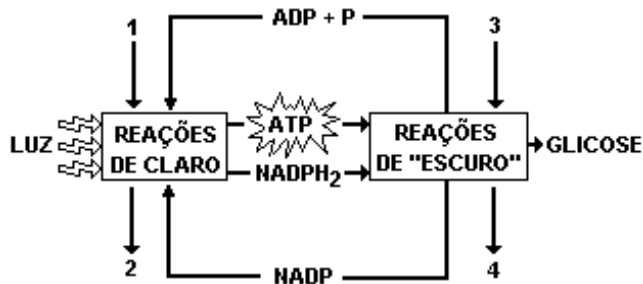 1
ADP + P
3
LUZ
REAÇÕES
DE CLARO
ATP
NADPH2
REAÇÕES
DE "ESCURO"
GLICOSE
2
NADP
4